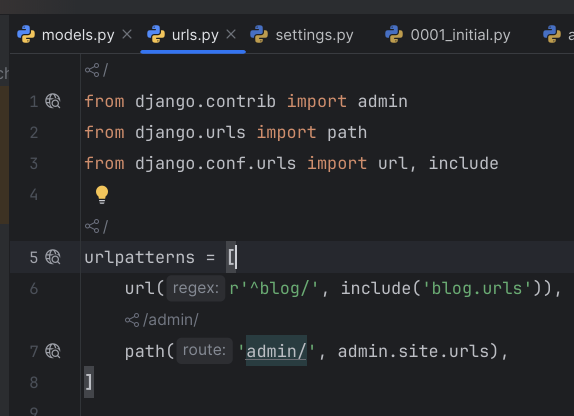 models.py × urls.py × settings.py 0001_initial.py a
ch
/
1 from django.contrib import admin
2 from django.urls import path
3 from django.conf.urls import url, include
4
/
5 urlpatterns = [
6 url( regex: r'^blog/', include('blog.urls')),
/admin/
7 path( route: 'admin/', admin.site.urls),
8 ]
9